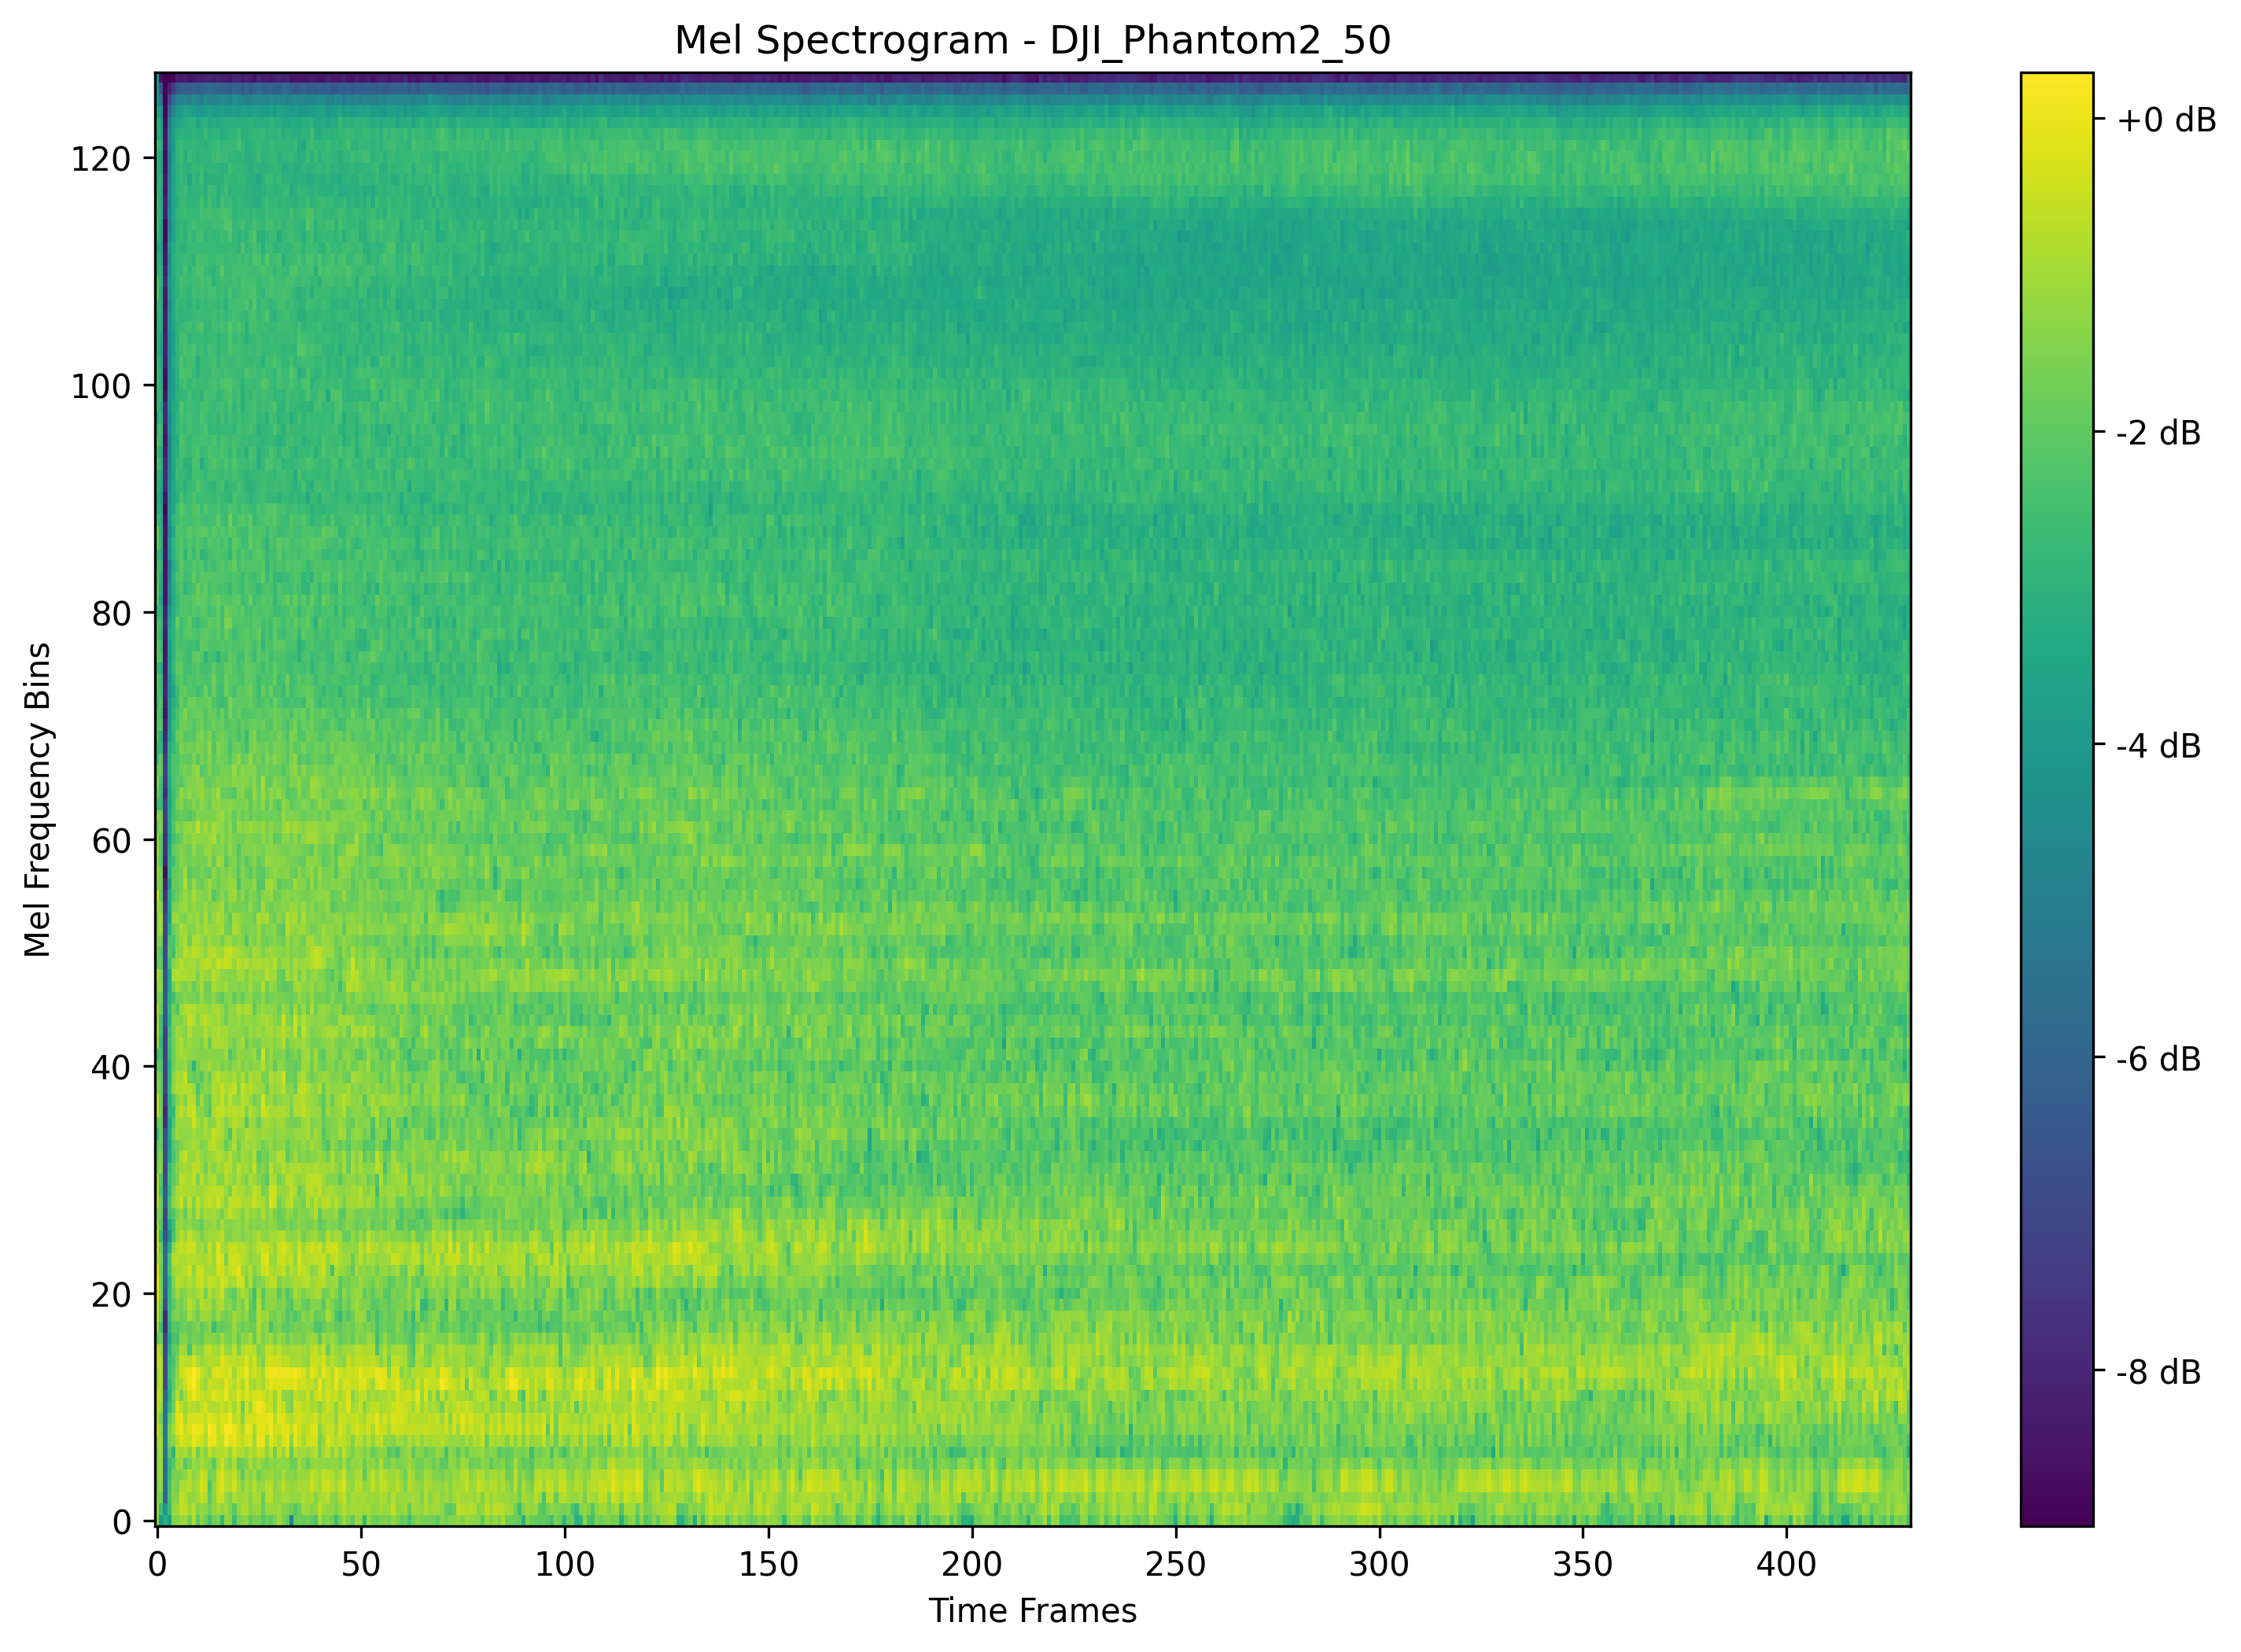 Mel Spectrogram - DJI_Phantom2_50
Mel Frequency Bins
120
100
80
60
40
20
0
0 50 100 150 200 250 300 350 400
Time Frames
+0 dB
-2 dB
-4 dB
-6 dB
-8 dB